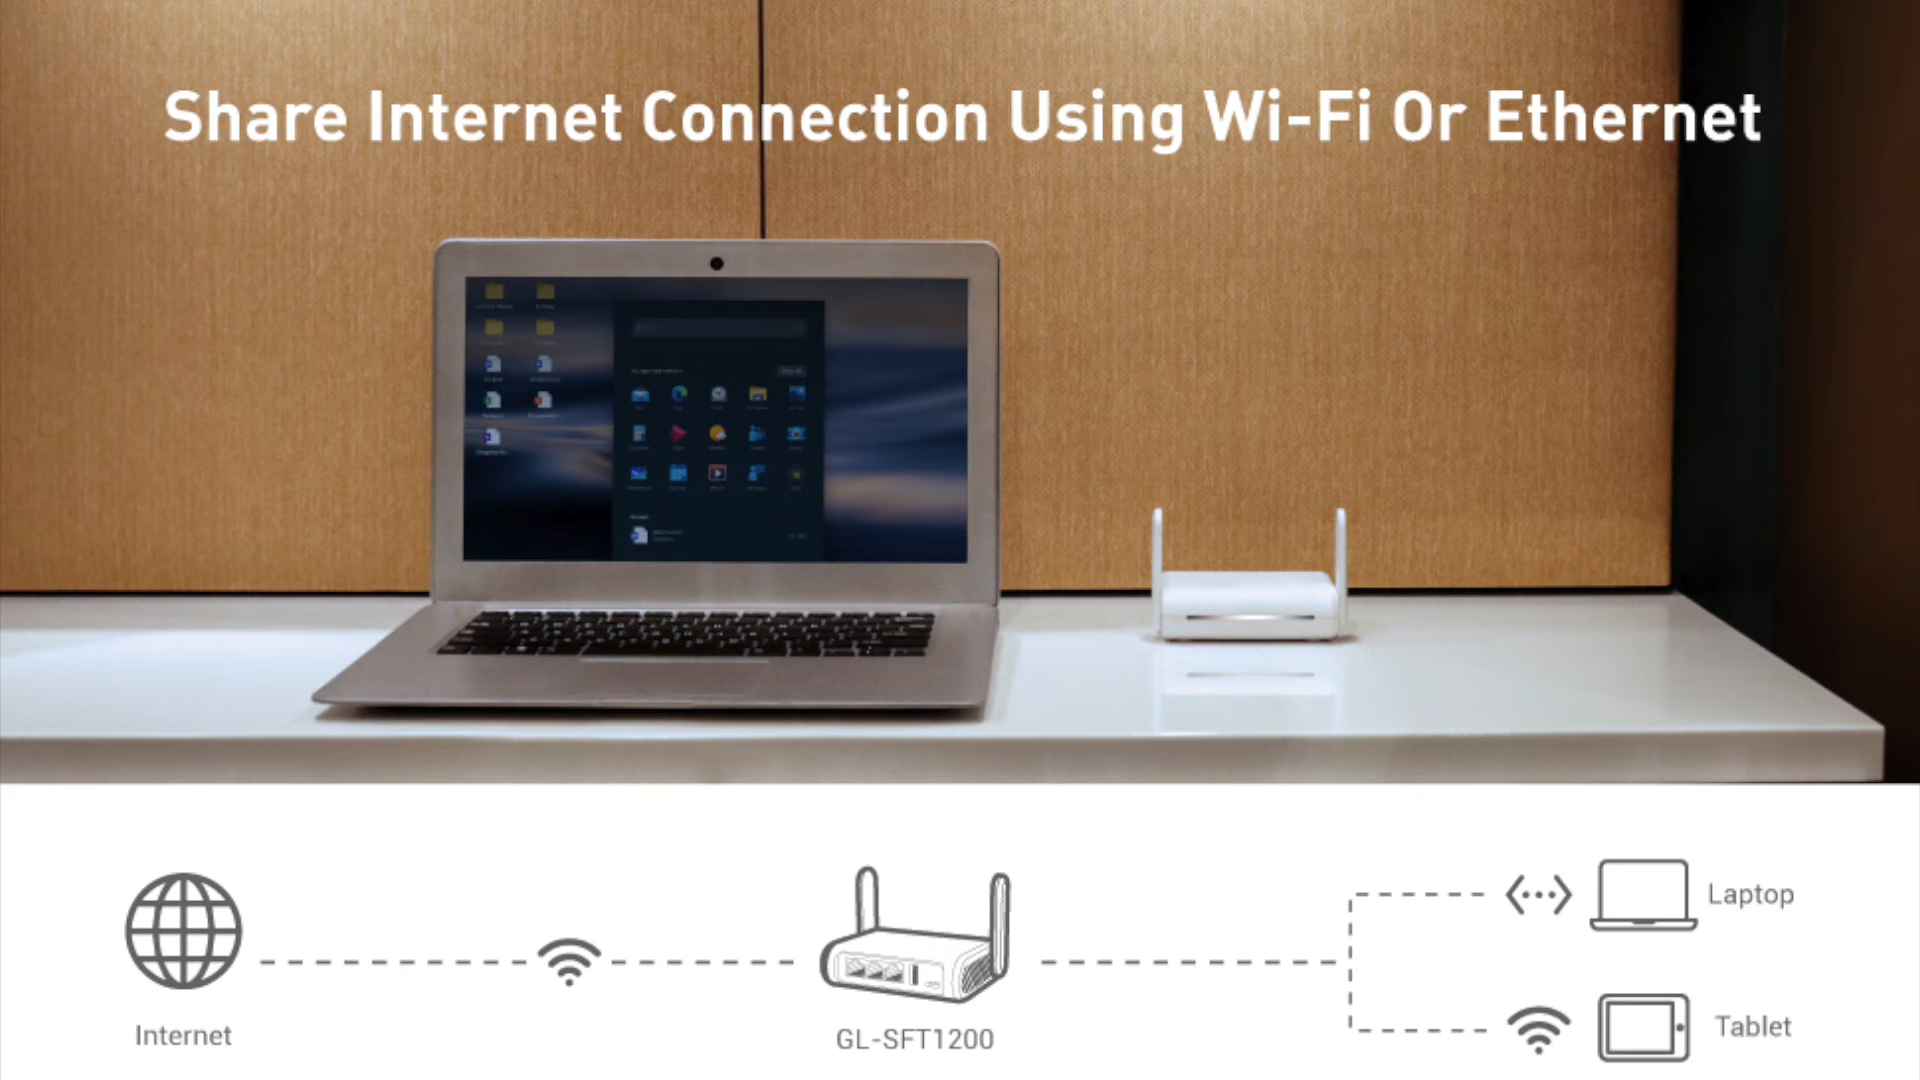 Share Internet Connection Using Wi-Fi Or Ethernet
Laptop
Internet
GL-SFT1200
Tablet